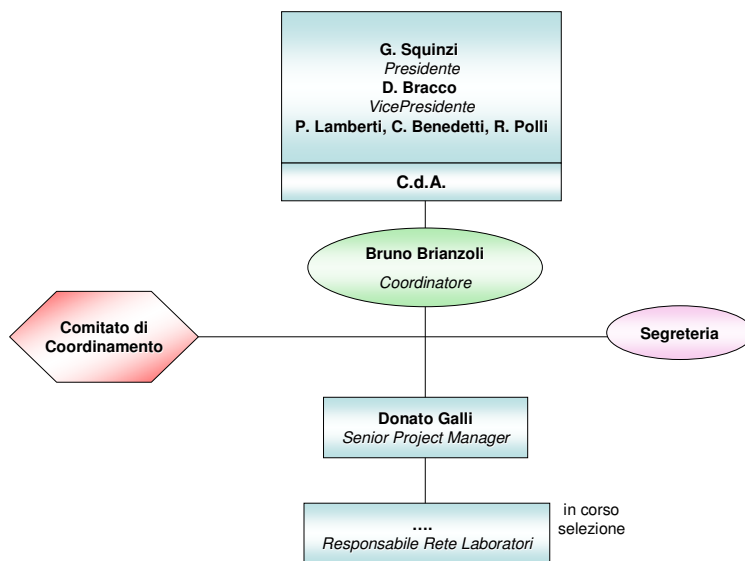 G. Squinzi
Presidente
D. Bracco
VicePresidente
P. Lamberti, C. Benedetti, R. Polli
C.d.A.
Bruno Brianzoli
Coordinatore
Comitato di
Coordinamento
Segreteria
Donato Galli
Senior Project Manager
....
Responsabile Rete Laboratori
in corso
selezione